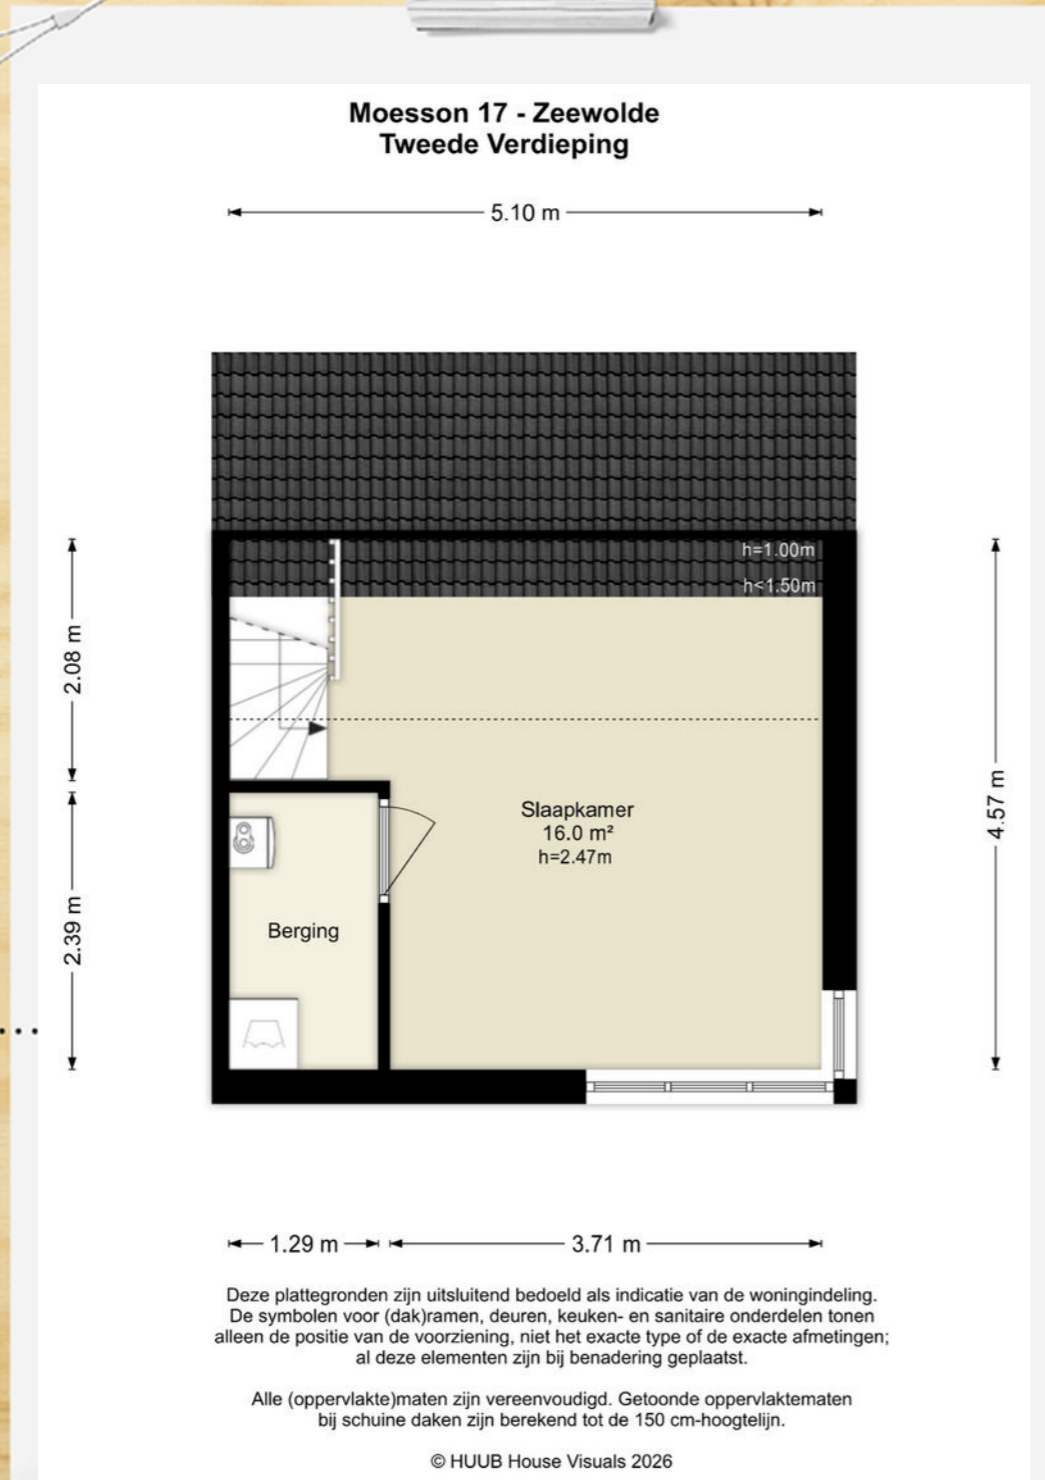 Moesson 17 - Zeewolde
Tweede Verdieping
5.10 m
h=1.00m
h<1.50m
2.08 m
Slaapkamer
16.0 m²
h=2.47m
4.57 m
2.39 m
Berging
1.29 m
3.71 m
Deze plattegronden zijn uitsluitend bedoeld als indicatie van de woningindeling.
De symbolen voor (dak)ramen, deuren, keuken- en sanitaire onderdelen tonen
alleen de positie van de voorziening, niet het exacte type of de exacte afmetingen;
al deze elementen zijn bij benadering geplaatst.
Alle (oppervlakte)maten zijn vereenvoudigd. Getoonde oppervlaktematen
bij schuine daken zijn berekend tot de 150 cm-hoogtelijn.
© HUUB House Visuals 2026